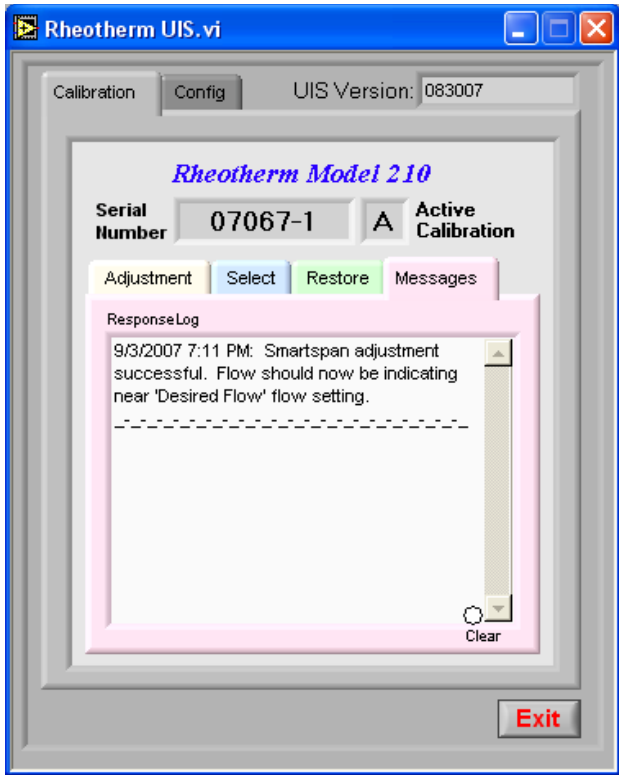 Rheotherm UIS.vi
Calibration
Config
UIS Version: 083007
Rheotherm Model 210
Serial Number 07067-1 A Active Calibration
Adjustment Select Restore Messages
ResponseLog
9/3/2007 7:11 PM:  Smartspan adjustment
successful.  Flow should now be indicating
near 'Desired Flow' flow setting.
_-_-_-_-_-_-_-_-_-_-_-_-_-_-_-_-_-_-_
Clear
Exit